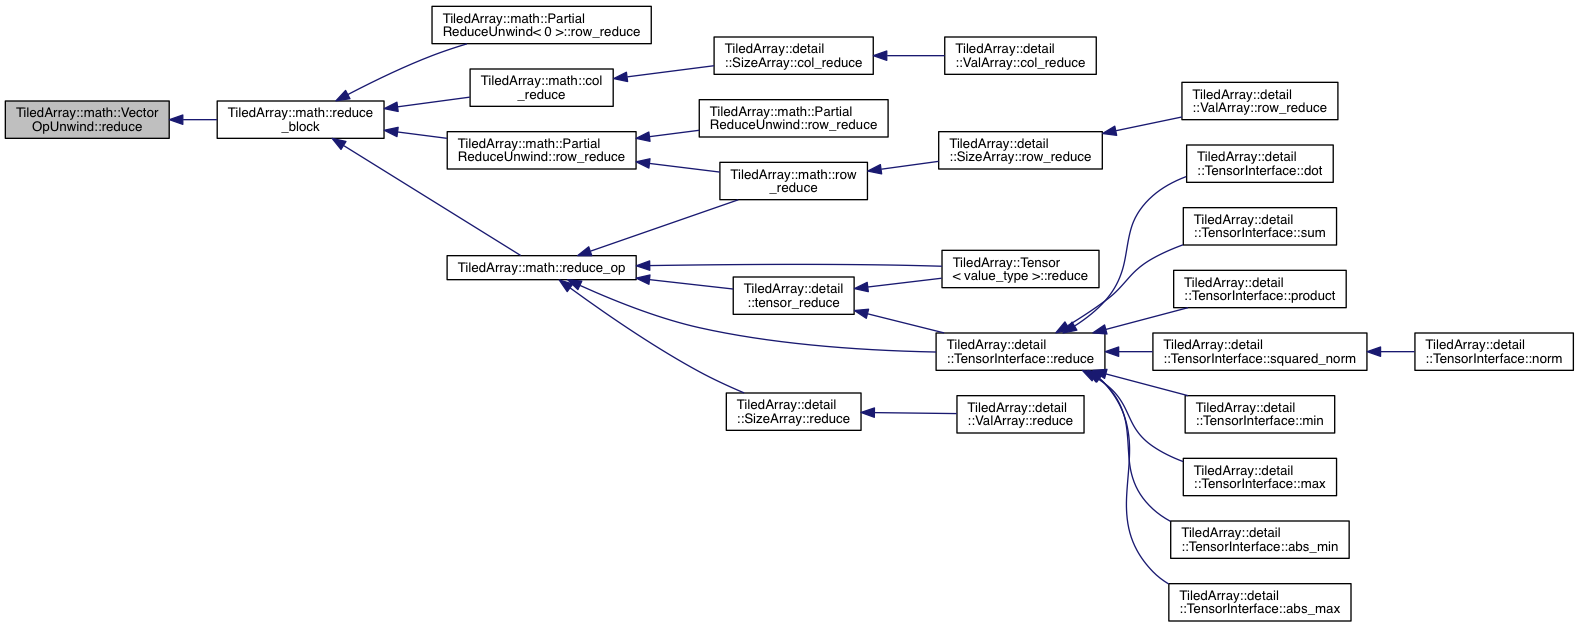 TiledArray::math::Vector
OpUnwind::reduce
TiledArray::math::reduce
_block
TiledArray::math::Partial
ReduceUnwind< 0 >::row_reduce
TiledArray::math::col
_reduce
TiledArray::math::Partial
ReduceUnwind::row_reduce
TiledArray::math::reduce_op
TiledArray::detail
::SizeArray::col_reduce
TiledArray::math::Partial
ReduceUnwind::row_reduce
TiledArray::math::row
_reduce
TiledArray::detail
::tensor_reduce
TiledArray::detail
::SizeArray::reduce
TiledArray::detail
::ValArray::col_reduce
TiledArray::detail
::SizeArray::row_reduce
TiledArray::Tensor
< value_type >::reduce
TiledArray::detail
::TensorInterface::reduce
TiledArray::detail
::ValArray::reduce
TiledArray::detail
::ValArray::row_reduce
TiledArray::detail
::TensorInterface::dot
TiledArray::detail
::TensorInterface::sum
TiledArray::detail
::TensorInterface::product
TiledArray::detail
::TensorInterface::squared_norm
TiledArray::detail
::TensorInterface::min
TiledArray::detail
::TensorInterface::max
TiledArray::detail
::TensorInterface::abs_min
TiledArray::detail
::TensorInterface::abs_max
TiledArray::detail
::TensorInterface::norm